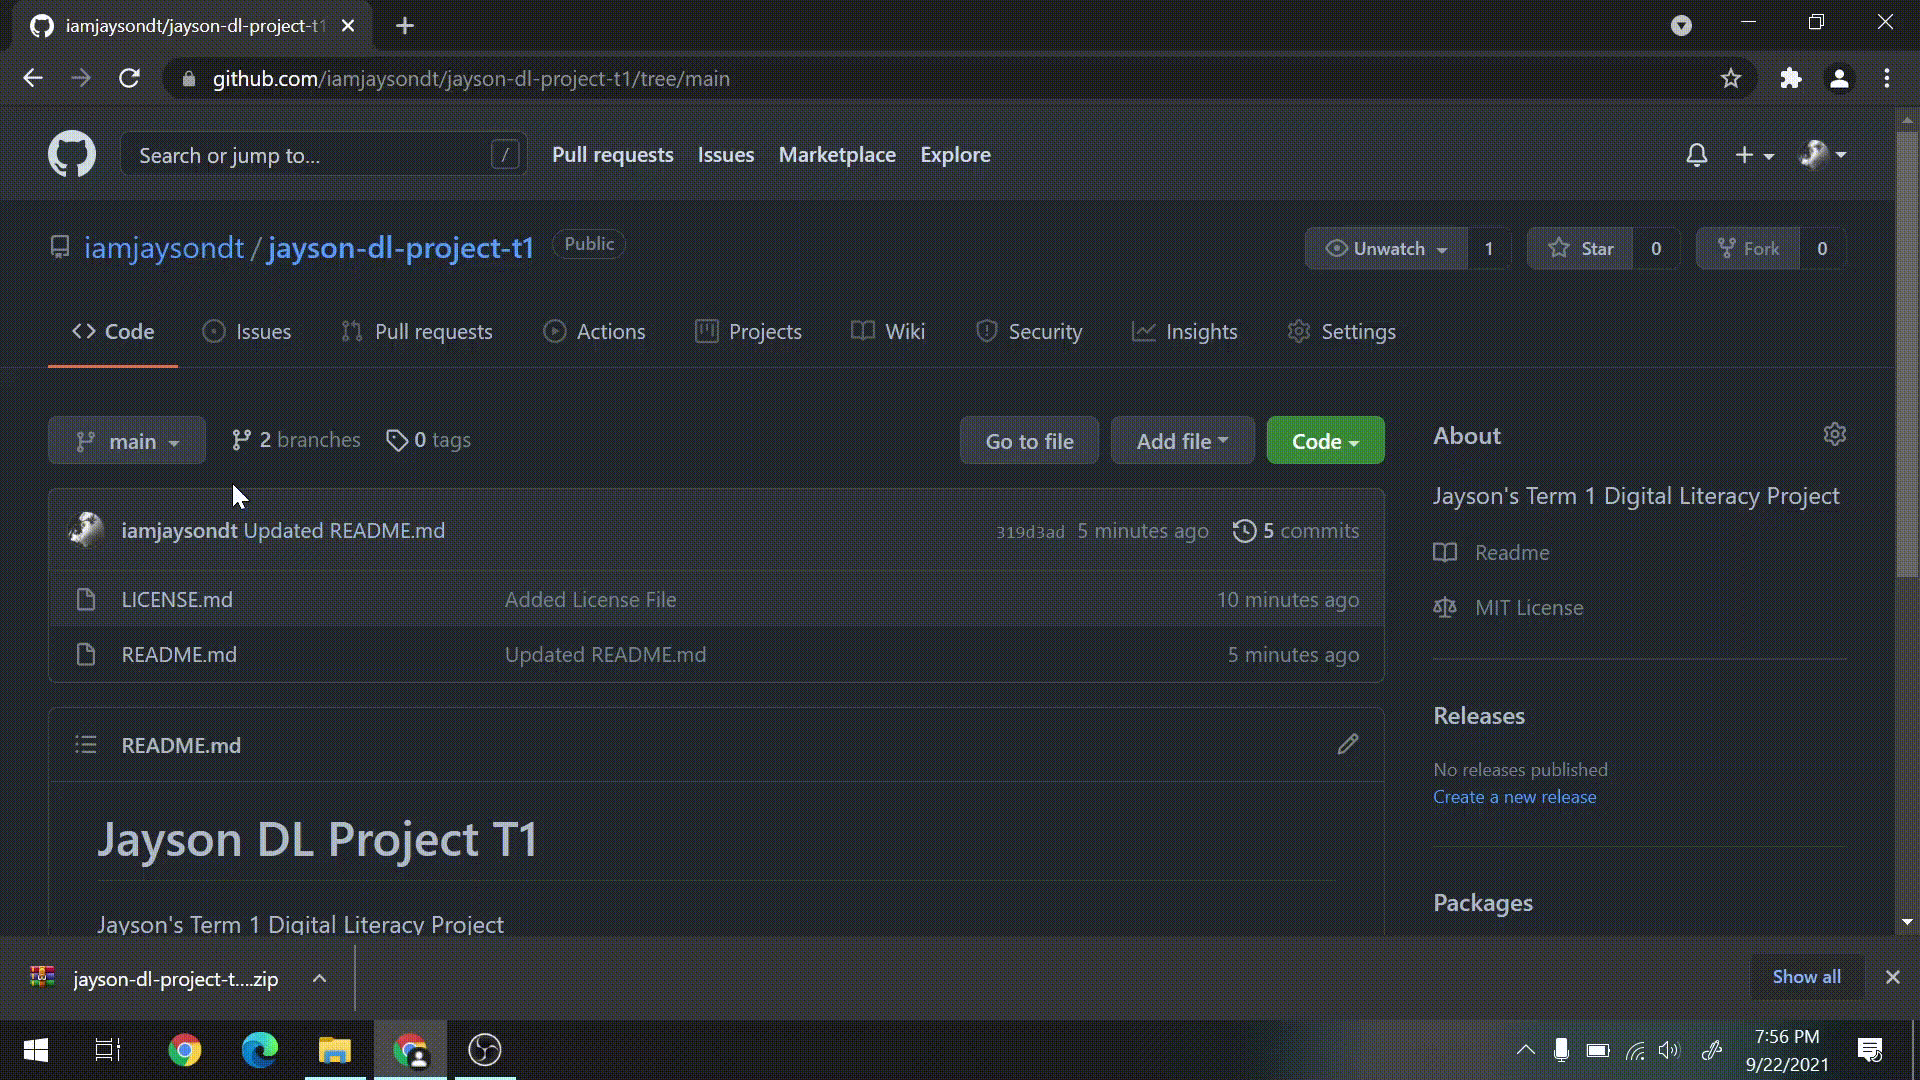 iamjaysondt/jayson-dl-project-t1
github.com/iamjaysondt/jayson-dl-project-t1/tree/main
Search or jump to... / Pull requests Issues Marketplace Explore
iamjaysondt / jayson-dl-project-t1 Public Unwatch 1 Star 0 Fork 0
Code Issues Pull requests Actions Projects Wiki Security Insights Settings
main 2 branches 0 tags Go to file Add file Code
About
Jayson's Term 1 Digital Literacy Project
iamjaysondt Updated README.md 319d3ad 5 minutes ago 5 commits
Readme
LICENSE.md Added License File 10 minutes ago
MIT License
README.md Updated README.md 5 minutes ago
Releases
README.md
No releases published
Create a new release
Jayson DL Project T1
Packages
Jayson's Term 1 Digital Literacy Project
jayson-dl-project-t....zip Show all
7:56 PM
9/22/2021